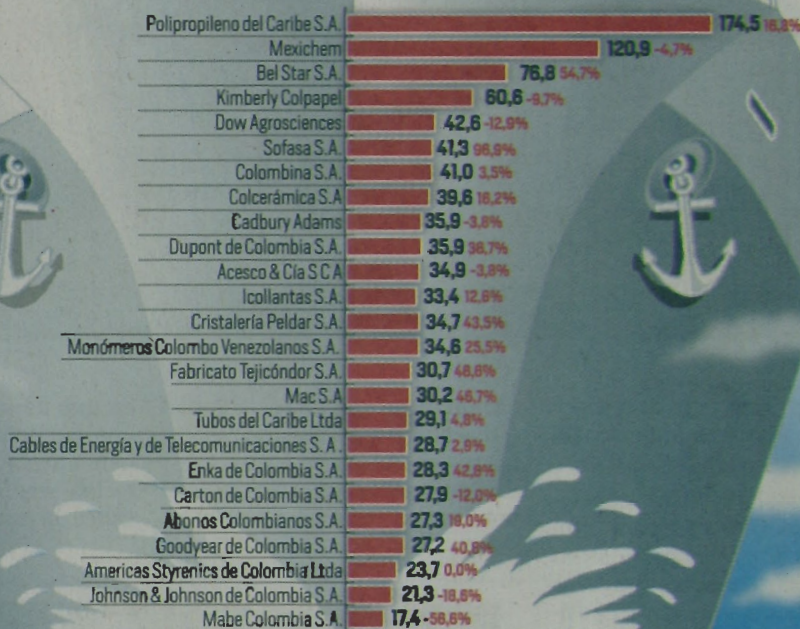 Polipropileno del Caribe S.A. 174,5 16,8%
Mexichem 120,9 -4,7%
Bel Star S.A. 76,8 54,7%
Kimberly Colpapel 60,6 -9,7%
Dow Agrosciences 42,6 -12,9%
Sofasa S.A. 41,3 96,9%
Colombina S.A. 41,0 3,5%
Colcerámica S.A 39,6 16,2%
Cadbury Adams 35,9 -3,8%
Dupont de Colombia S.A. 35,9 38,7%
Acesco & Cía S C A 34,9 -3,8%
Icollantas S.A. 33,4 12,8%
Cristalería Peldar S.A. 34,7 43,5%
Monómeros Colombo Venezolanos S.A. 34,6 25,5%
Fabricato Tejicóndor S.A. 30,7 48,8%
Mac S.A 30,2 46,7%
Tubos del Caribe Ltda 29,1 4,8%
Cables de Energía y de Telecomunicaciones S. A. 28,7 2,9%
Enka de Colombia S.A. 28,3 42,8%
Carton de Colombia S.A. 27,9 -12,0%
Abonos Colombianos S.A. 27,3 19,0%
Goodyear de Colombia S.A. 27,2 40,8%
Americas Styrenics de Colombia Ltda 23,7 0,0%
Johnson & Johnson de Colombia S.A. 21,3 -18,6%
Mabe Colombia S.A. 17,4 -56,6%